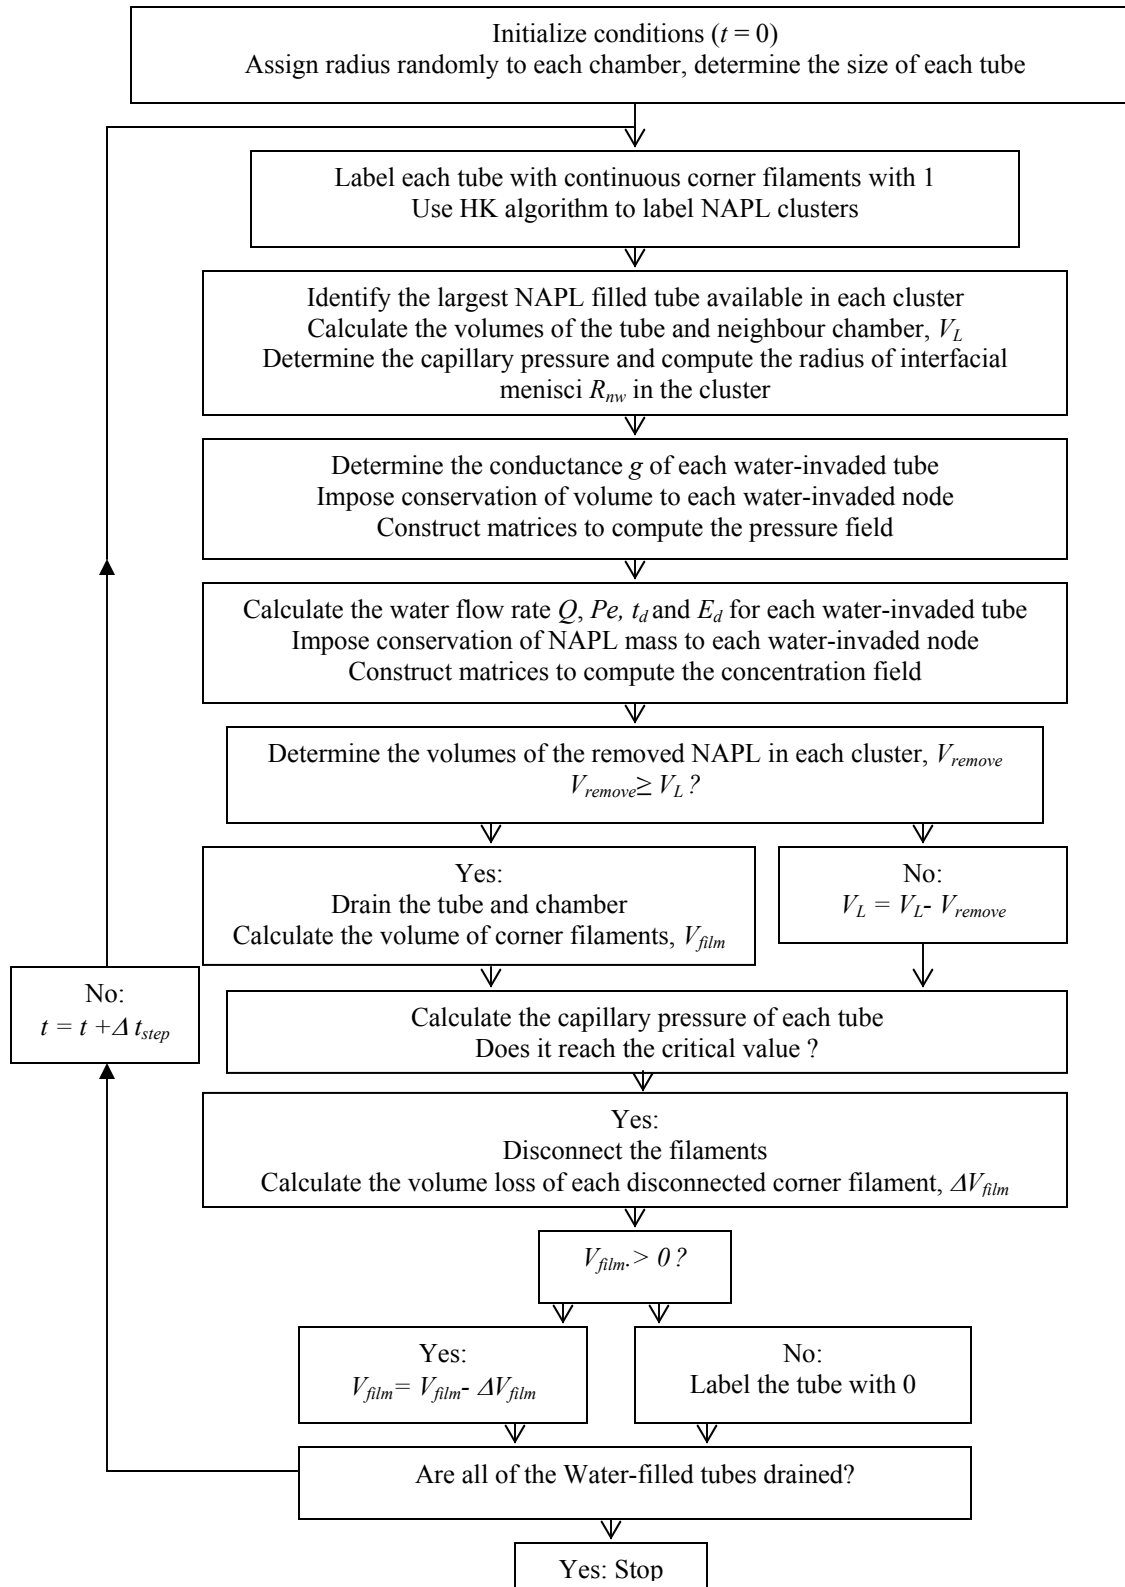 Initialize conditions (t = 0)
Assign radius randomly to each chamber, determine the size of each tube
Label each tube with continuous corner filaments with 1
Use HK algorithm to label NAPL clusters
Identify the largest NAPL filled tube available in each cluster
Calculate the volumes of the tube and neighbour chamber, V_L
Determine the capillary pressure and compute the radius of interfacial
menisci R_nw in the cluster
Determine the conductance g of each water-invaded tube
Impose conservation of volume to each water-invaded node
Construct matrices to compute the pressure field
Calculate the water flow rate Q, Pe, t_d and E_d for each water-invaded tube
Impose conservation of NAPL mass to each water-invaded node
Construct matrices to compute the concentration field
Determine the volumes of the removed NAPL in each cluster, V_remove
V_remove ≥ V_L ?
Yes:
Drain the tube and chamber
Calculate the volume of corner filaments, V_film
No:
V_L = V_L - V_remove
No:
t = t + Δ t_step
Calculate the capillary pressure of each tube
Does it reach the critical value ?
Yes:
Disconnect the filaments
Calculate the volume loss of each disconnected corner filament, ΔV_film
V_film. > 0 ?
Yes:
V_film = V_film - ΔV_film
No:
Label the tube with 0
Are all of the Water-filled tubes drained?
Yes: Stop